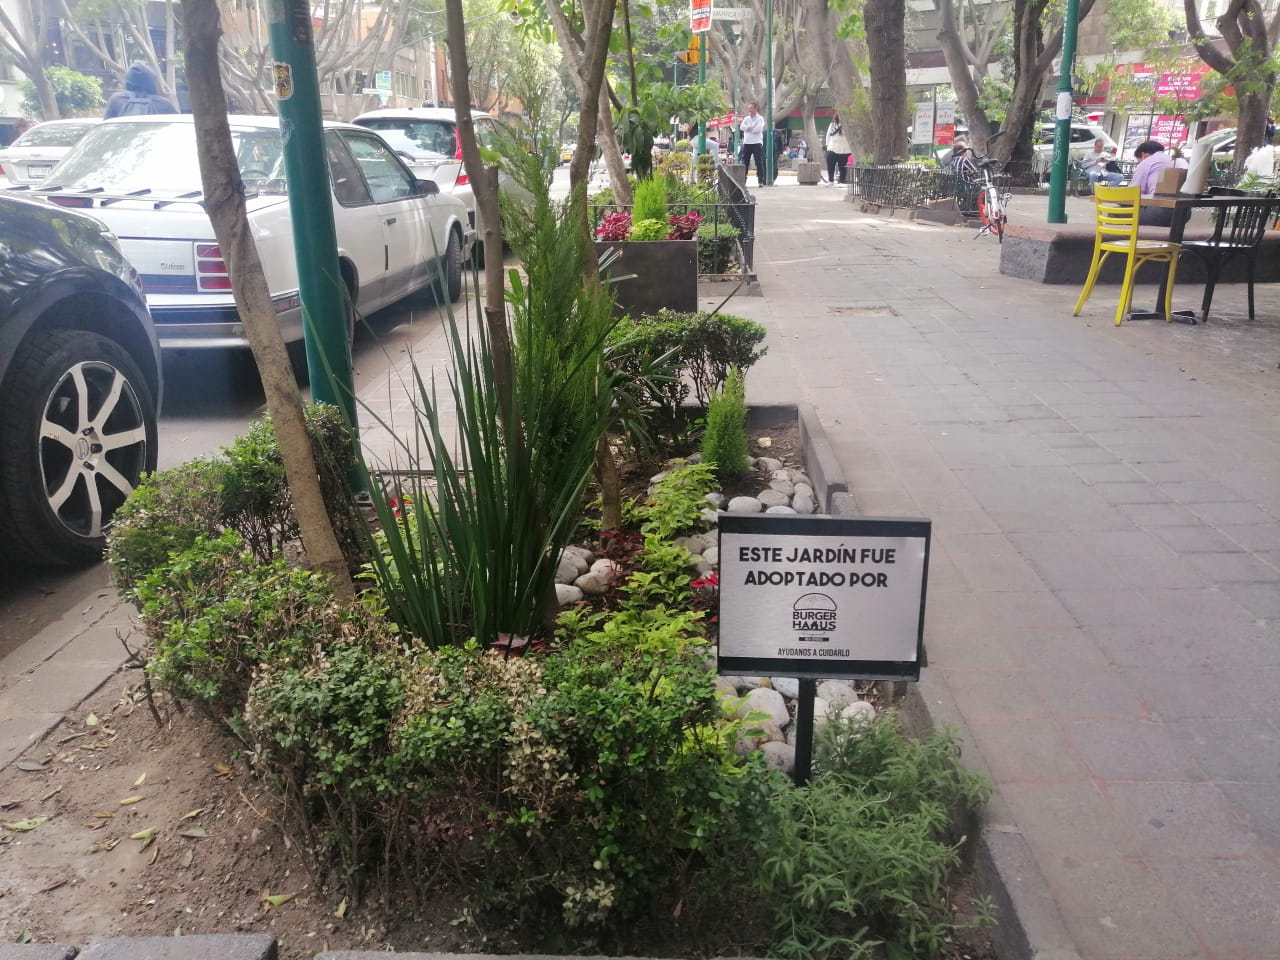 ESTE JARDÍN FUE
ADOPTADO POR
BURGER
HAUS
AYUDANOS A CUIDARLO